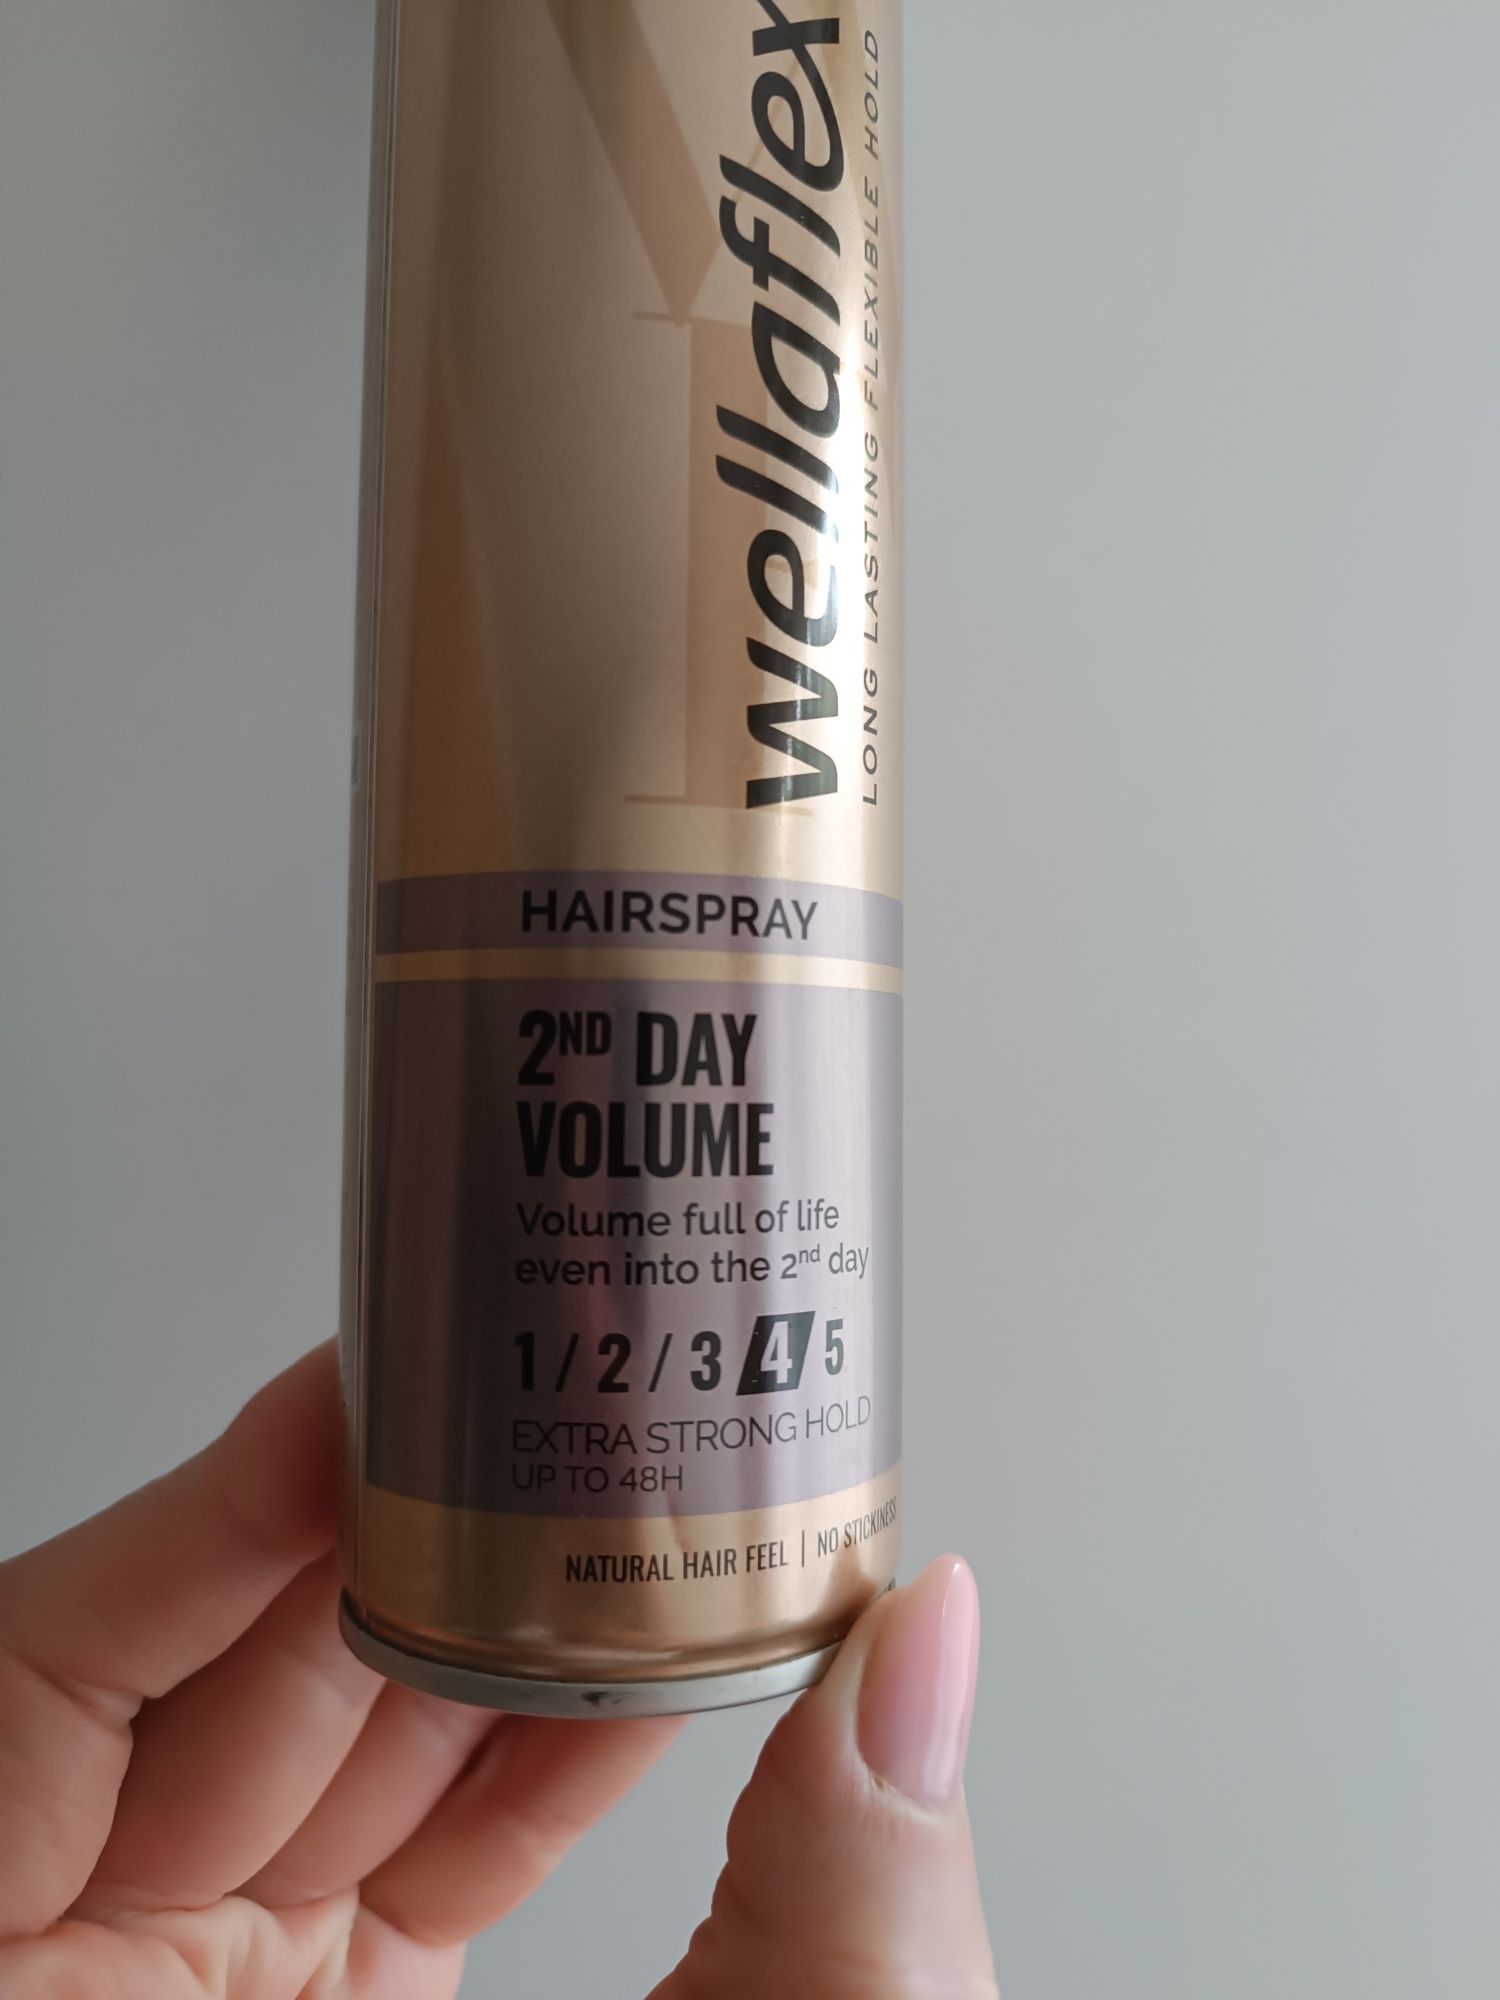 wellaflex
LONG LASTING FLEXIBLE HOLD
HAIRSPRAY
2ND DAY
VOLUME
Volume full of life
even into the 2nd day
1 / 2 / 3 / 4 / 5
EXTRA STRONG HOLD
UP TO 48H
NATURAL HAIR FEEL | NO STICKINESS